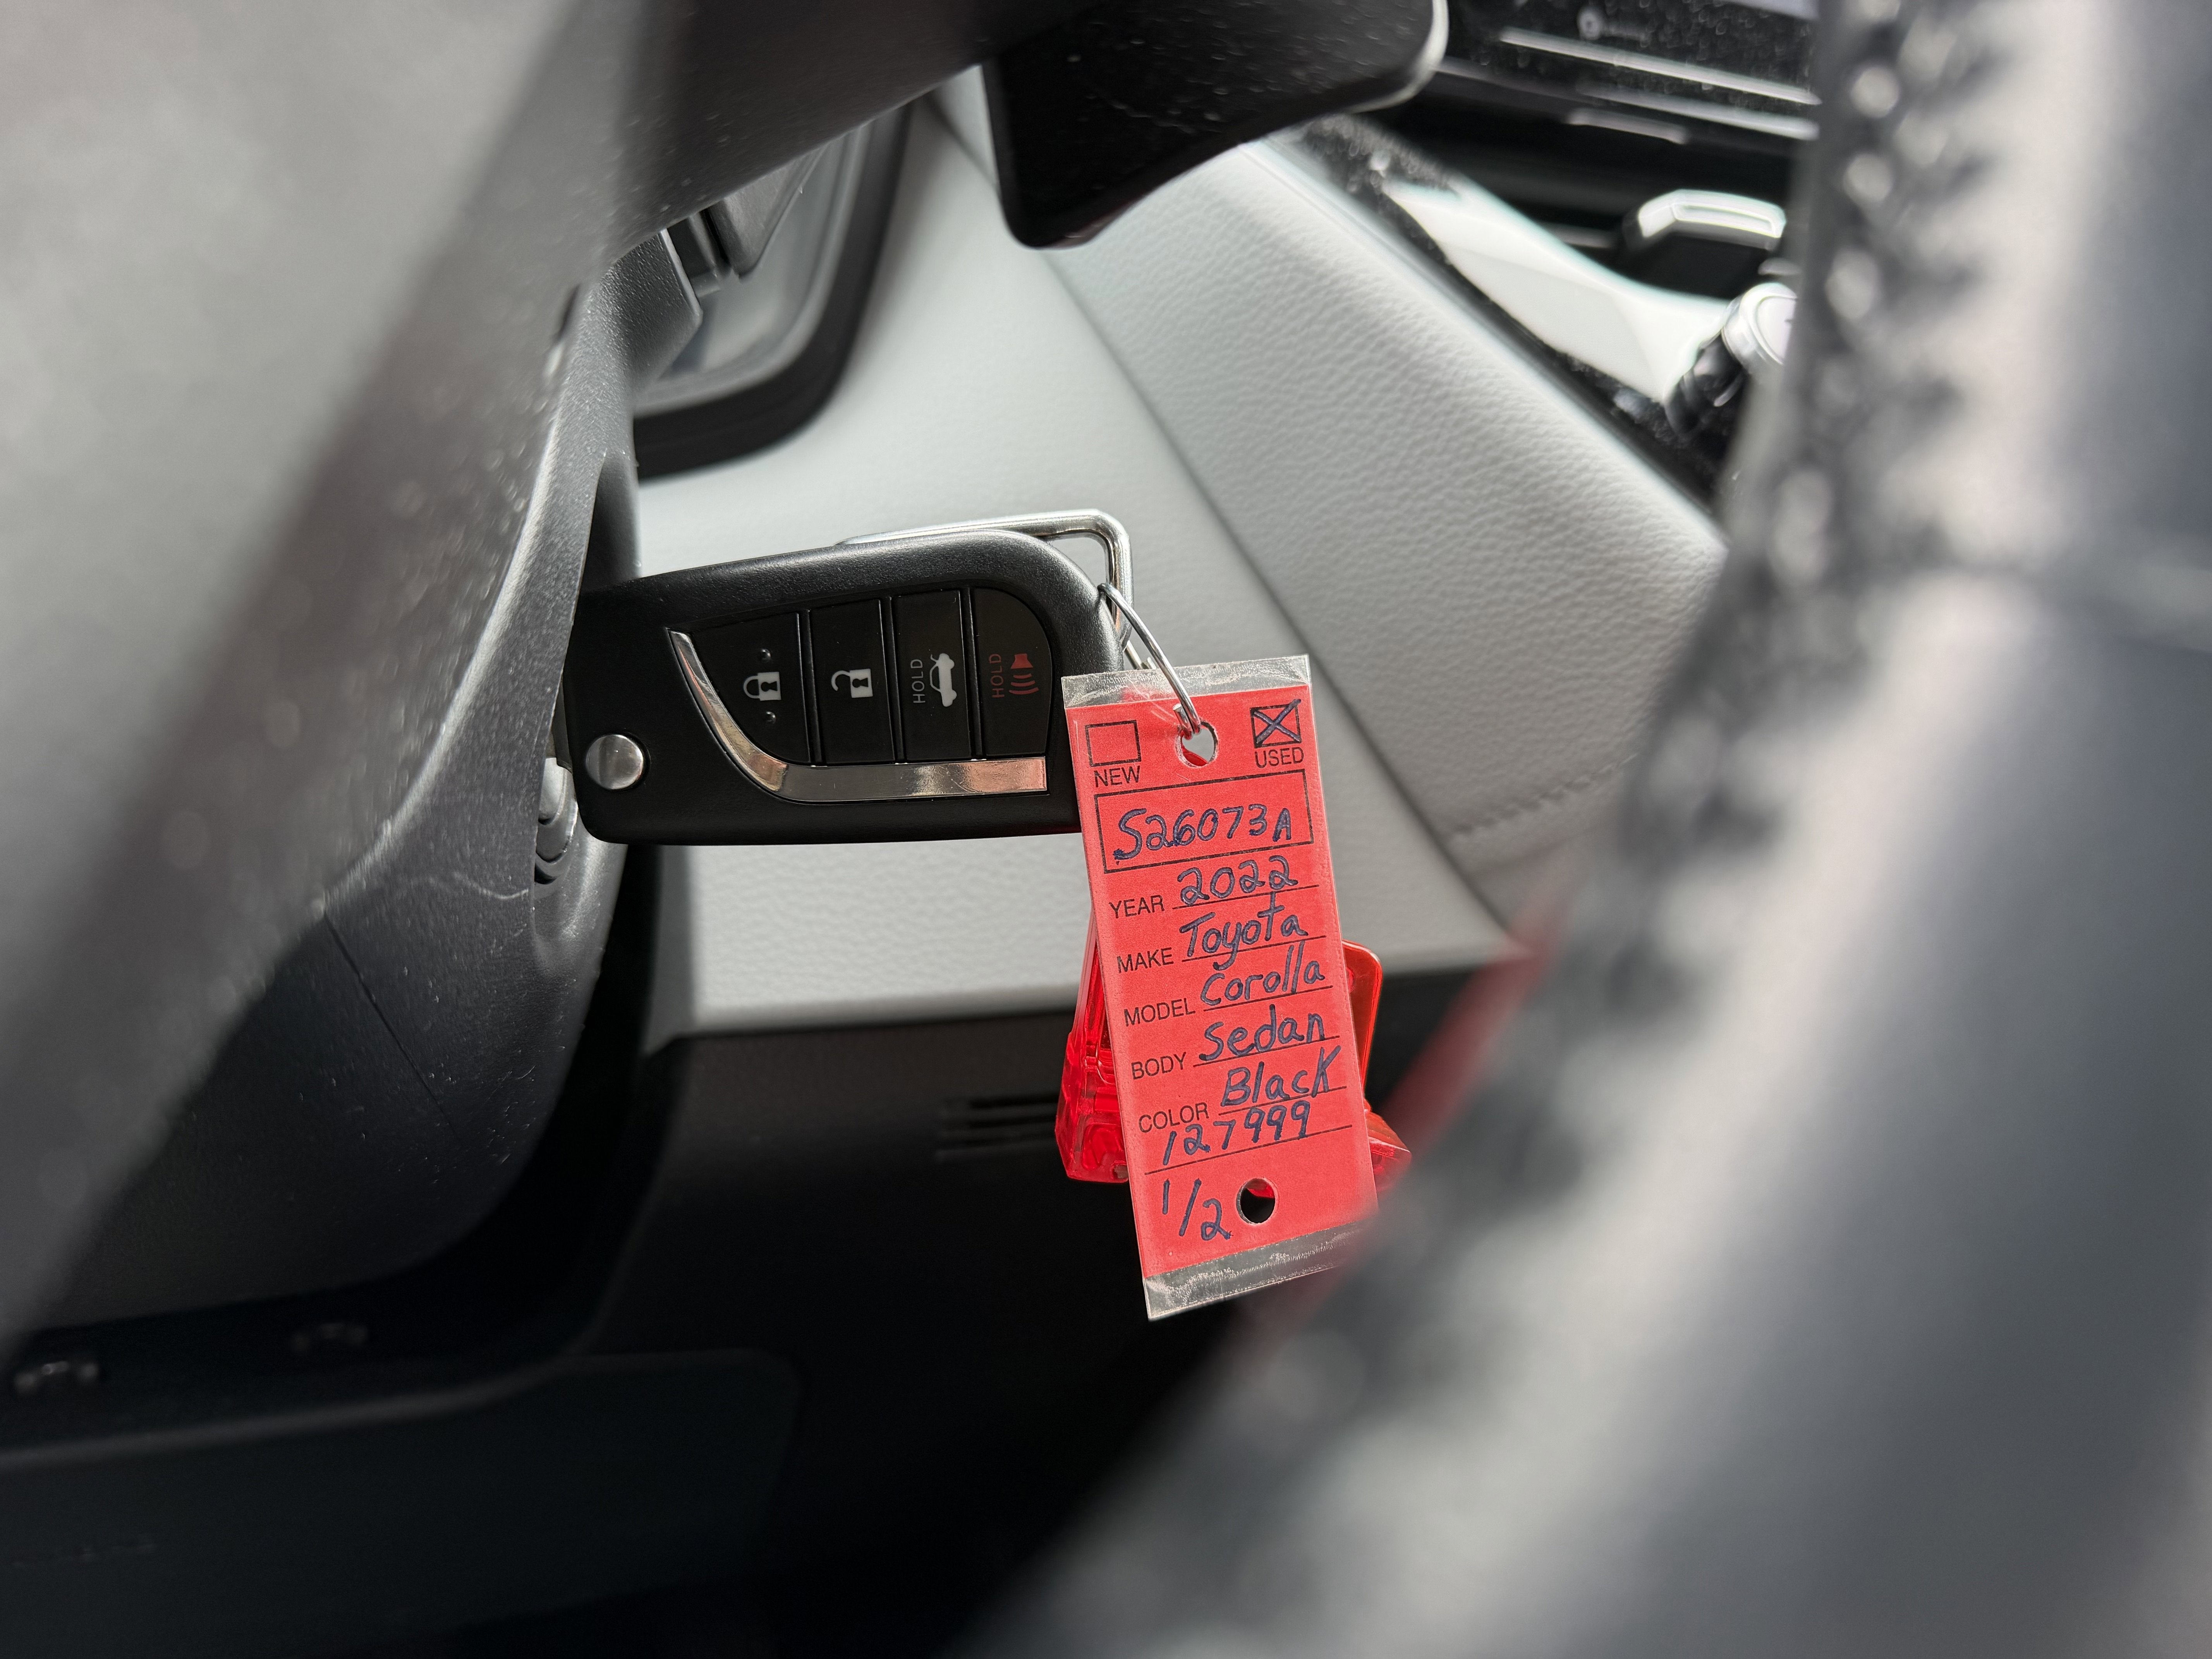 HOLD
HOLD
NEW
USED
S26073A
YEAR 2022
MAKE Toyota
MODEL Corolla
BODY Sedan
COLOR Black
127999
1/2